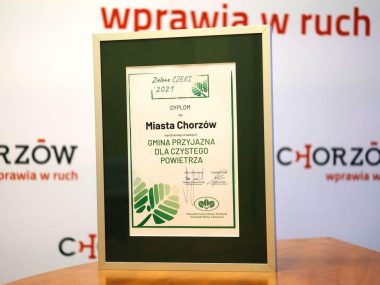 wprawia w ruch
Zielone CZEKI
2021
DYPLOM
dla
Miasta Chorzów
GMINA PRZYJAZNA
DLA CZYSTEGO
POWIETRZA
CHORZÓW
wprawia w ruch
CHORZÓW
wprawia w ruch
CHO